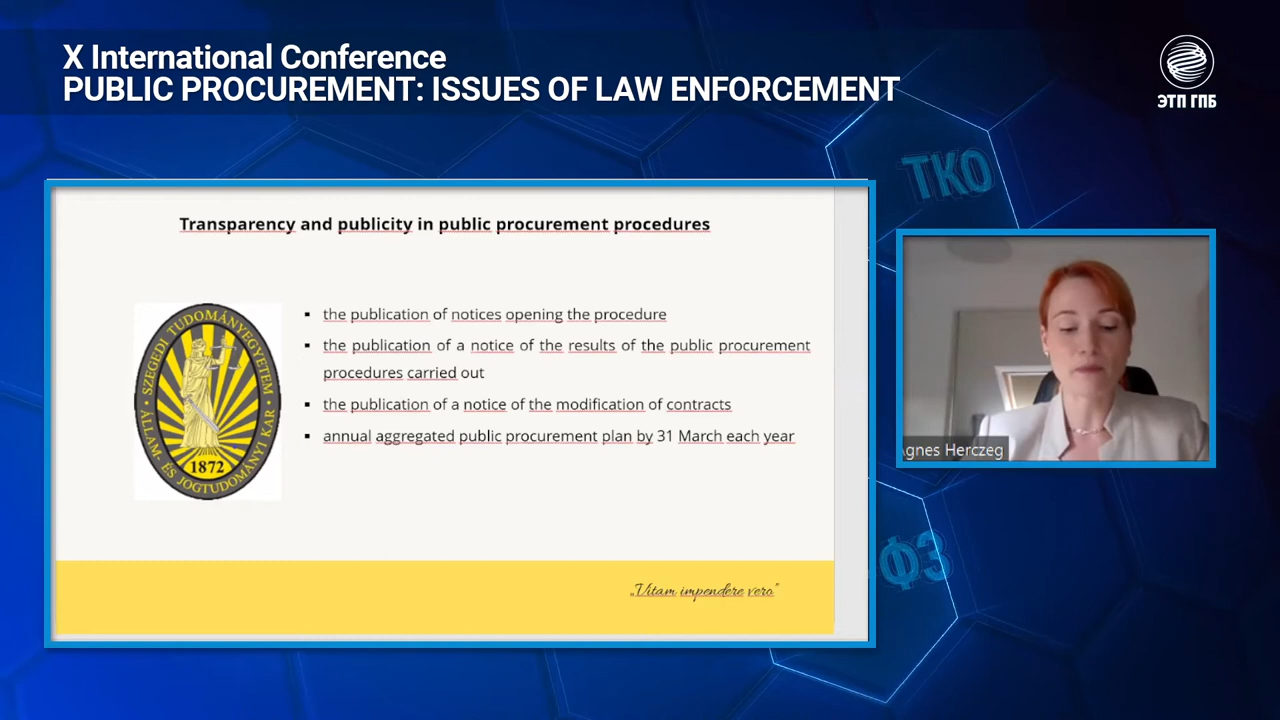 X International Conference
PUBLIC PROCUREMENT: ISSUES OF LAW ENFORCEMENT
ЭТП ГПБ
ТКО
Transparency and publicity in public procurement procedures
▪ the publication of notices opening the procedure
▪ the publication of a notice of the results of the public procurement
procedures carried out
▪ the publication of a notice of the modification of contracts
▪ annual aggregated public procurement plan by 31 March each year
• SZEGEDI TUDOMÁNYEGYETEM •
ÁLLAM- ÉS JOGTUDOMÁNYI KAR
1872
gnes Herczeg
ФЗ
„Vitam impendere vero”